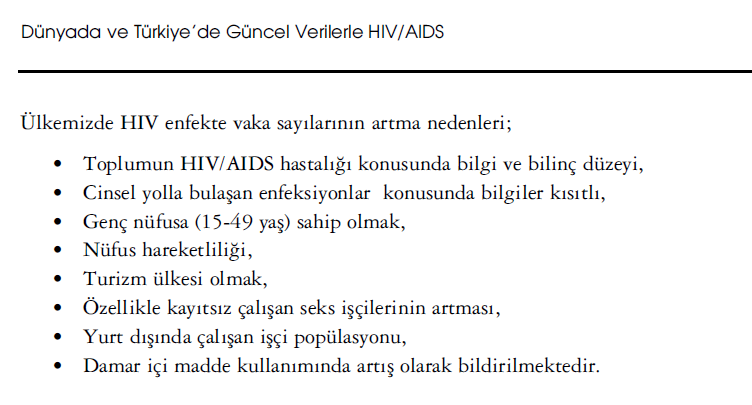 Dünyada ve Türkiye’de Güncel Verilerle HIV/AIDS
Ülkemizde HIV enfekte vaka sayılarının artma nedenleri;
• Toplumun HIV/AIDS hastalığı konusunda bilgi ve bilinç düzeyi,
• Cinsel yolla bulaşan enfeksiyonlar konusunda bilgiler kısıtlı,
• Genç nüfusa (15-49 yaş) sahip olmak,
• Nüfus hareketliliği,
• Turizm ülkesi olmak,
• Özellikle kayıtsız çalışan seks işçilerinin artması,
• Yurt dışında çalışan işçi popülasyonu,
• Damar içi madde kullanımında artış olarak bildirilmektedir.